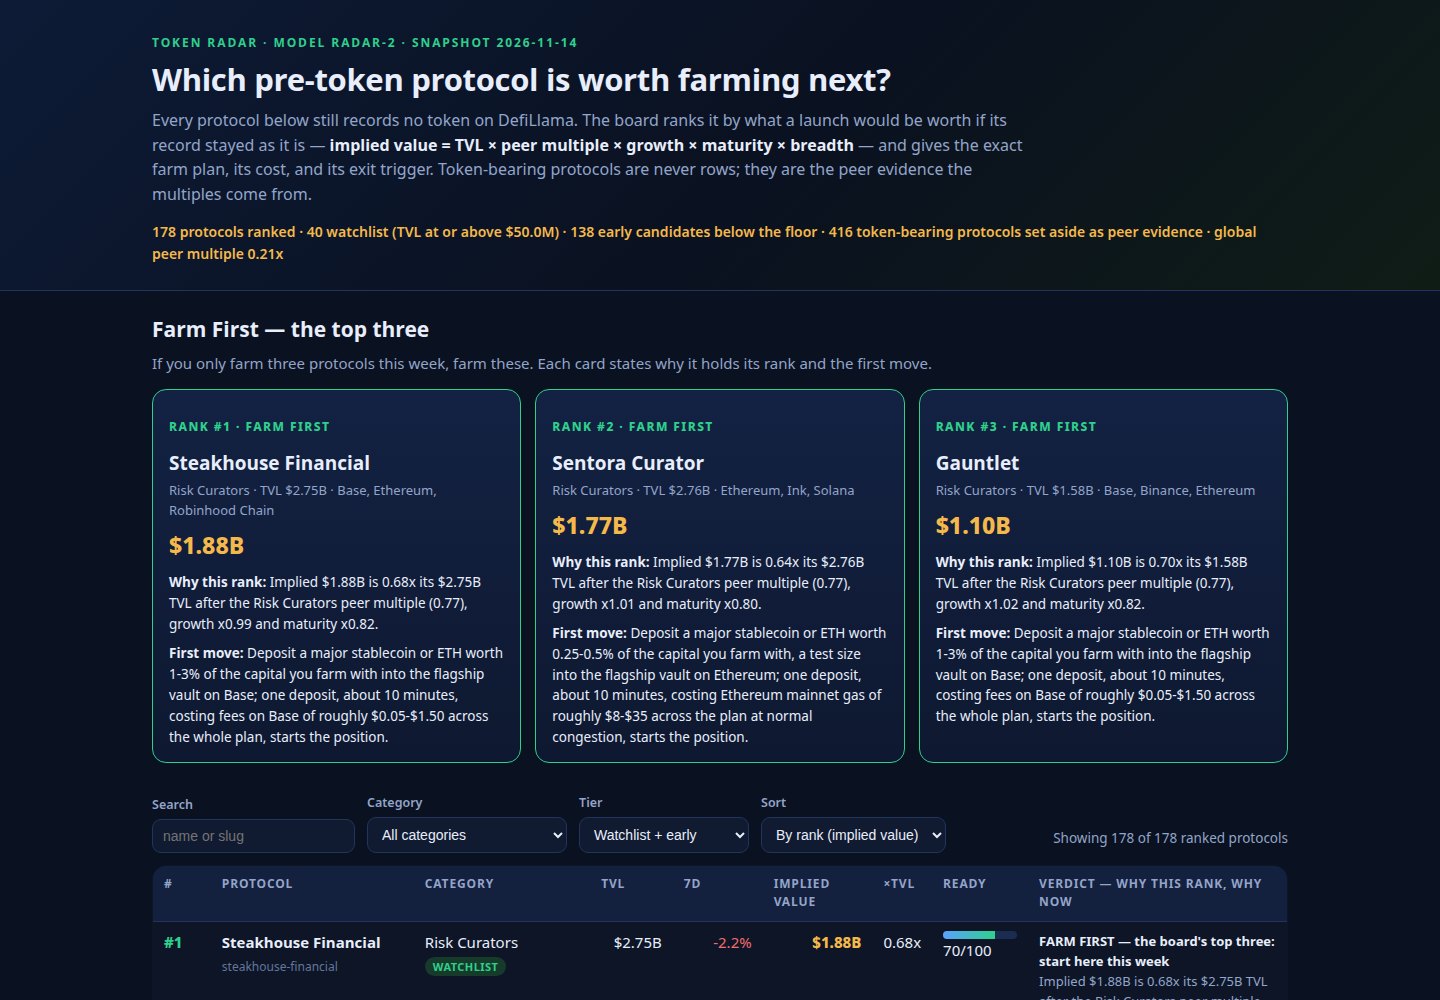 TOKEN RADAR · MODEL RADAR-2 · SNAPSHOT 2026-11-14
Which pre-token protocol is worth farming next?
Every protocol below still records no token on DefiLlama. The board ranks it by what a launch would be worth if its
record stayed as it is — implied value = TVL × peer multiple × growth × maturity × breadth — and gives the exact
farm plan, its cost, and its exit trigger. Token-bearing protocols are never rows; they are the peer evidence the
multiples come from.
178 protocols ranked · 40 watchlist (TVL at or above $50.0M) · 138 early candidates below the floor · 416 token-bearing protocols set aside as peer evidence · global
peer multiple 0.21x
Farm First — the top three
If you only farm three protocols this week, farm these. Each card states why it holds its rank and the first move.
RANK #1 · FARM FIRST
Steakhouse Financial
Risk Curators · TVL $2.75B · Base, Ethereum,
Robinhood Chain
$1.88B
Why this rank: Implied $1.88B is 0.68x its $2.75B
TVL after the Risk Curators peer multiple (0.77),
growth x0.99 and maturity x0.82.
First move: Deposit a major stablecoin or ETH worth
1-3% of the capital you farm with into the flagship
vault on Base; one deposit, about 10 minutes,
costing fees on Base of roughly $0.05-$1.50 across
the whole plan, starts the position.
RANK #2 · FARM FIRST
Sentora Curator
Risk Curators · TVL $2.76B · Ethereum, Ink, Solana
$1.77B
Why this rank: Implied $1.77B is 0.64x its $2.76B
TVL after the Risk Curators peer multiple (0.77),
growth x1.01 and maturity x0.80.
First move: Deposit a major stablecoin or ETH worth
0.25-0.5% of the capital you farm with, a test size
into the flagship vault on Ethereum; one deposit,
about 10 minutes, costing Ethereum mainnet gas of
roughly $8-$35 across the plan at normal
congestion, starts the position.
RANK #3 · FARM FIRST
Gauntlet
Risk Curators · TVL $1.58B · Base, Binance, Ethereum
$1.10B
Why this rank: Implied $1.10B is 0.70x its $1.58B
TVL after the Risk Curators peer multiple (0.77),
growth x1.02 and maturity x0.82.
First move: Deposit a major stablecoin or ETH worth
1-3% of the capital you farm with into the flagship
vault on Base; one deposit, about 10 minutes,
costing fees on Base of roughly $0.05-$1.50 across
the whole plan, starts the position.
Search
name or slug
Category
All categories
Tier
Watchlist + early
Sort
By rank (implied value)
Showing 178 of 178 ranked protocols
# PROTOCOL CATEGORY TVL 7D IMPLIED VALUE ×TVL READY VERDICT — WHY THIS RANK, WHY NOW
#1 Steakhouse Financial Risk Curators $2.75B -2.2% $1.88B 0.68x 70/100
steakhouse-financial WATCHLIST
FARM FIRST — the board's top three:
start here this week
Implied $1.88B is 0.68x its $2.75B TVL
after the Risk Curators peer multiple